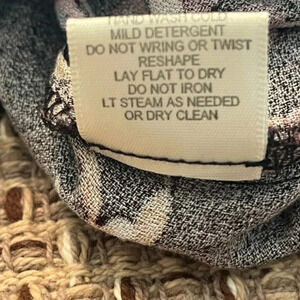 HAND WASH COLD
MILD DETERGENT
DO NOT WRING OR TWIST
RESHAPE
LAY FLAT TO DRY
DO NOT IRON
LT STEAM AS NEEDED
OR DRY CLEAN